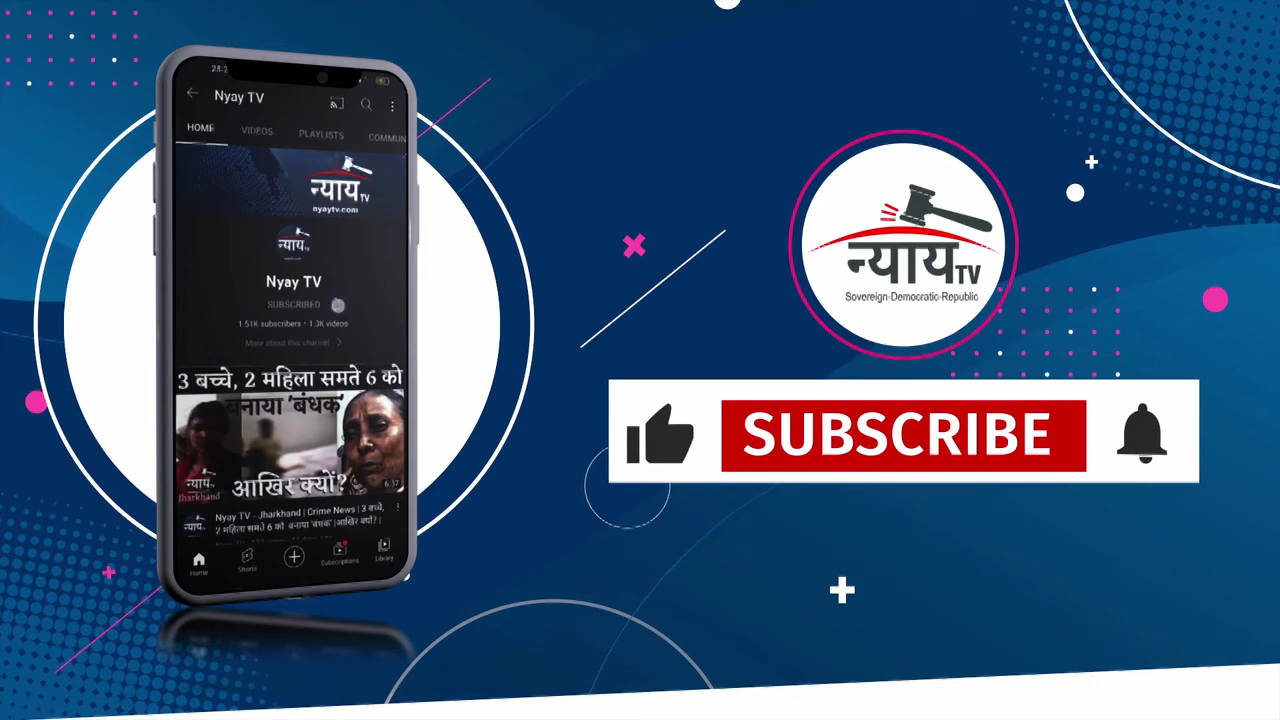 Nyay TV
HOME VIDEOS PLAYLISTS COMMUN
न्याय TV
nyaytv.com
न्याय
Nyay TV
SUBSCRIBED
1.51K subscribers • 1.3K videos
More about this channel
3 बच्चे, 2 महिला समते 6 को
बनाया 'बंधक'
आखिर क्यों?
न्याय
Jharkhand
6:37
Nyay TV - Jharkhand | Crime News | 3 बच्चे,
2 महिला समते 6 को बनाया 'बंधक' |आखिर क्यों? |
Home Shorts Subscriptions Library
न्याय TV
Sovereign-Democratic-Republic
SUBSCRIBE